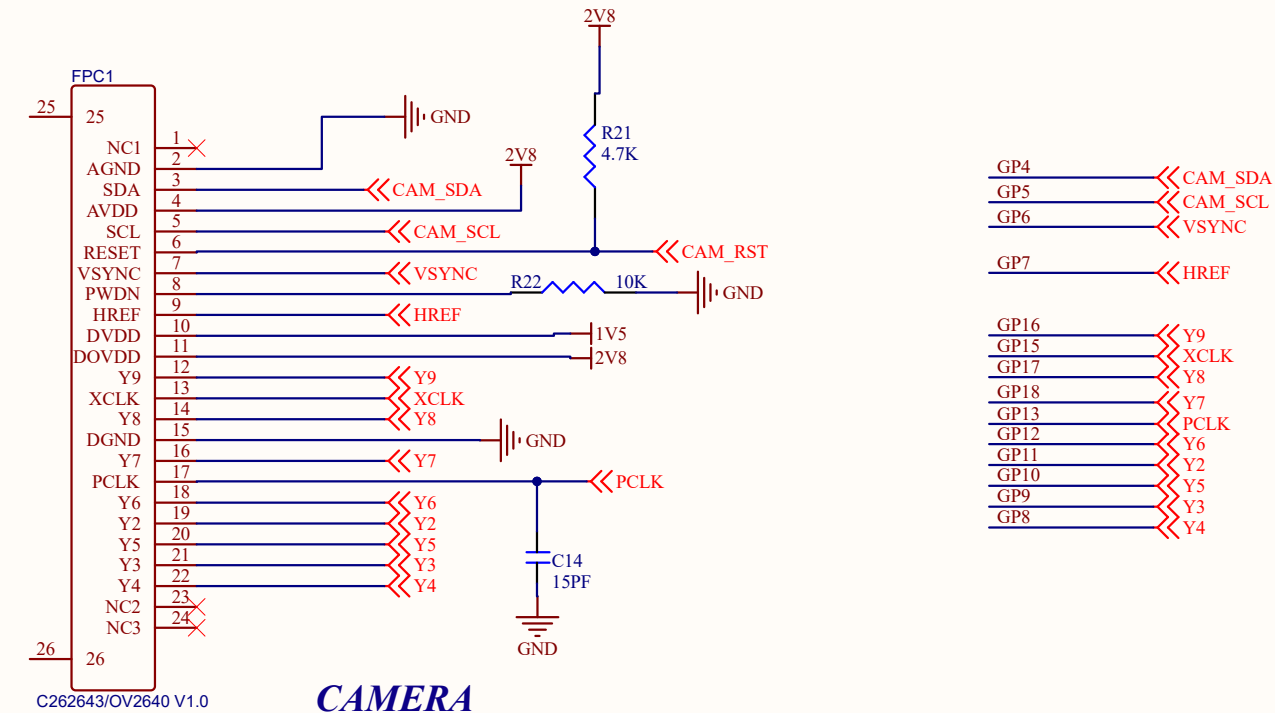 2V8
FPC1
25
25
GND
R21
4.7K
NC1 1
AGND 2
2V8
SDA 3 CAM_SDA
AVDD 4
SCL 5 CAM_SCL
RESET 6 CAM_RST
VSYNC 7 VSYNC
PWDN 8 R22 10K GND
HREF 9 HREF
DVDD 10 1V5
DOVDD 11 2V8
Y9 12 Y9
XCLK 13 XCLK
Y8 14 Y8
DGND 15 GND
Y7 16 Y7
PCLK 17 PCLK
Y6 18 Y6
Y2 19 Y2
Y5 20 Y5
Y3 21 Y3
Y4 22 Y4
NC2 23
NC3 24
C14
15PF
GND
26
26
C262643/OV2640 V1.0
CAMERA
GP4 CAM_SDA
GP5 CAM_SCL
GP6 VSYNC
GP7 HREF
GP16 Y9
GP15 XCLK
GP17 Y8
GP18 Y7
GP13 PCLK
GP12 Y6
GP11 Y2
GP10 Y5
GP9 Y3
GP8 Y4